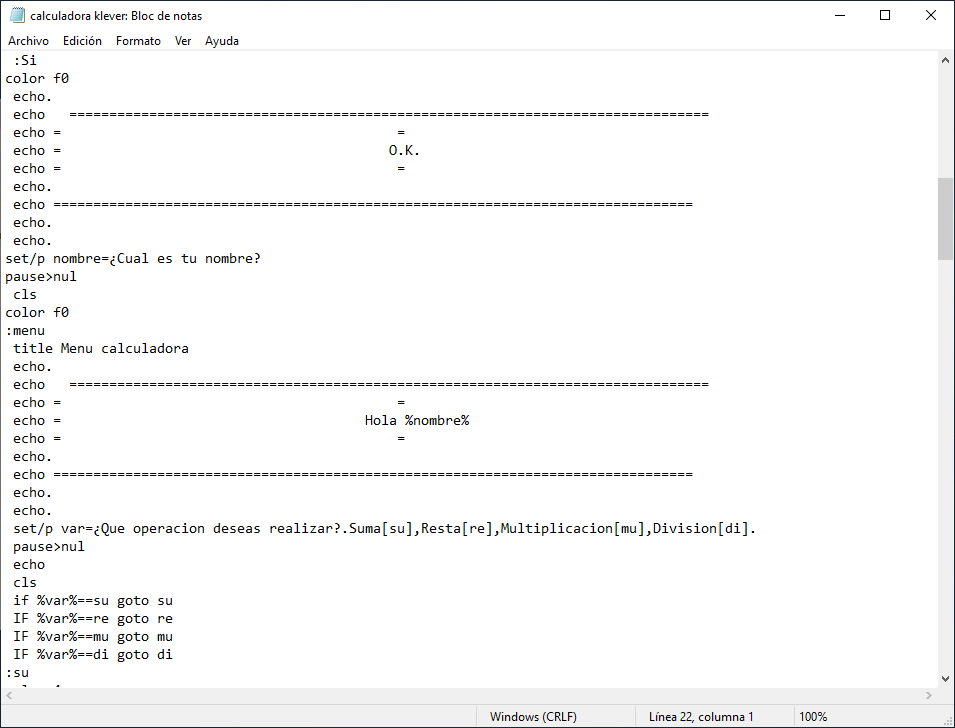 calculadora klever: Bloc de notas
Archivo Edición Formato Ver Ayuda
:Si
color f0
echo.
echo   ================================================================================
echo =                                           =
echo =                                         O.K.
echo =                                           =
echo.
echo ================================================================================
echo.
echo.
set/p nombre=¿Cual es tu nombre?
pause>nul
cls
color f0
:menu
title Menu calculadora
echo.
echo   ================================================================================
echo =                                           =
echo =                                      Hola %nombre%
echo =                                           =
echo.
echo ================================================================================
echo.
echo.
set/p var=¿Que operacion deseas realizar?.Suma[su],Resta[re],Multiplicacion[mu],Division[di].
pause>nul
echo
cls
if %var%==su goto su
IF %var%==re goto re
IF %var%==mu goto mu
IF %var%==di goto di
:su
Windows (CRLF) Línea 22, columna 1 100%